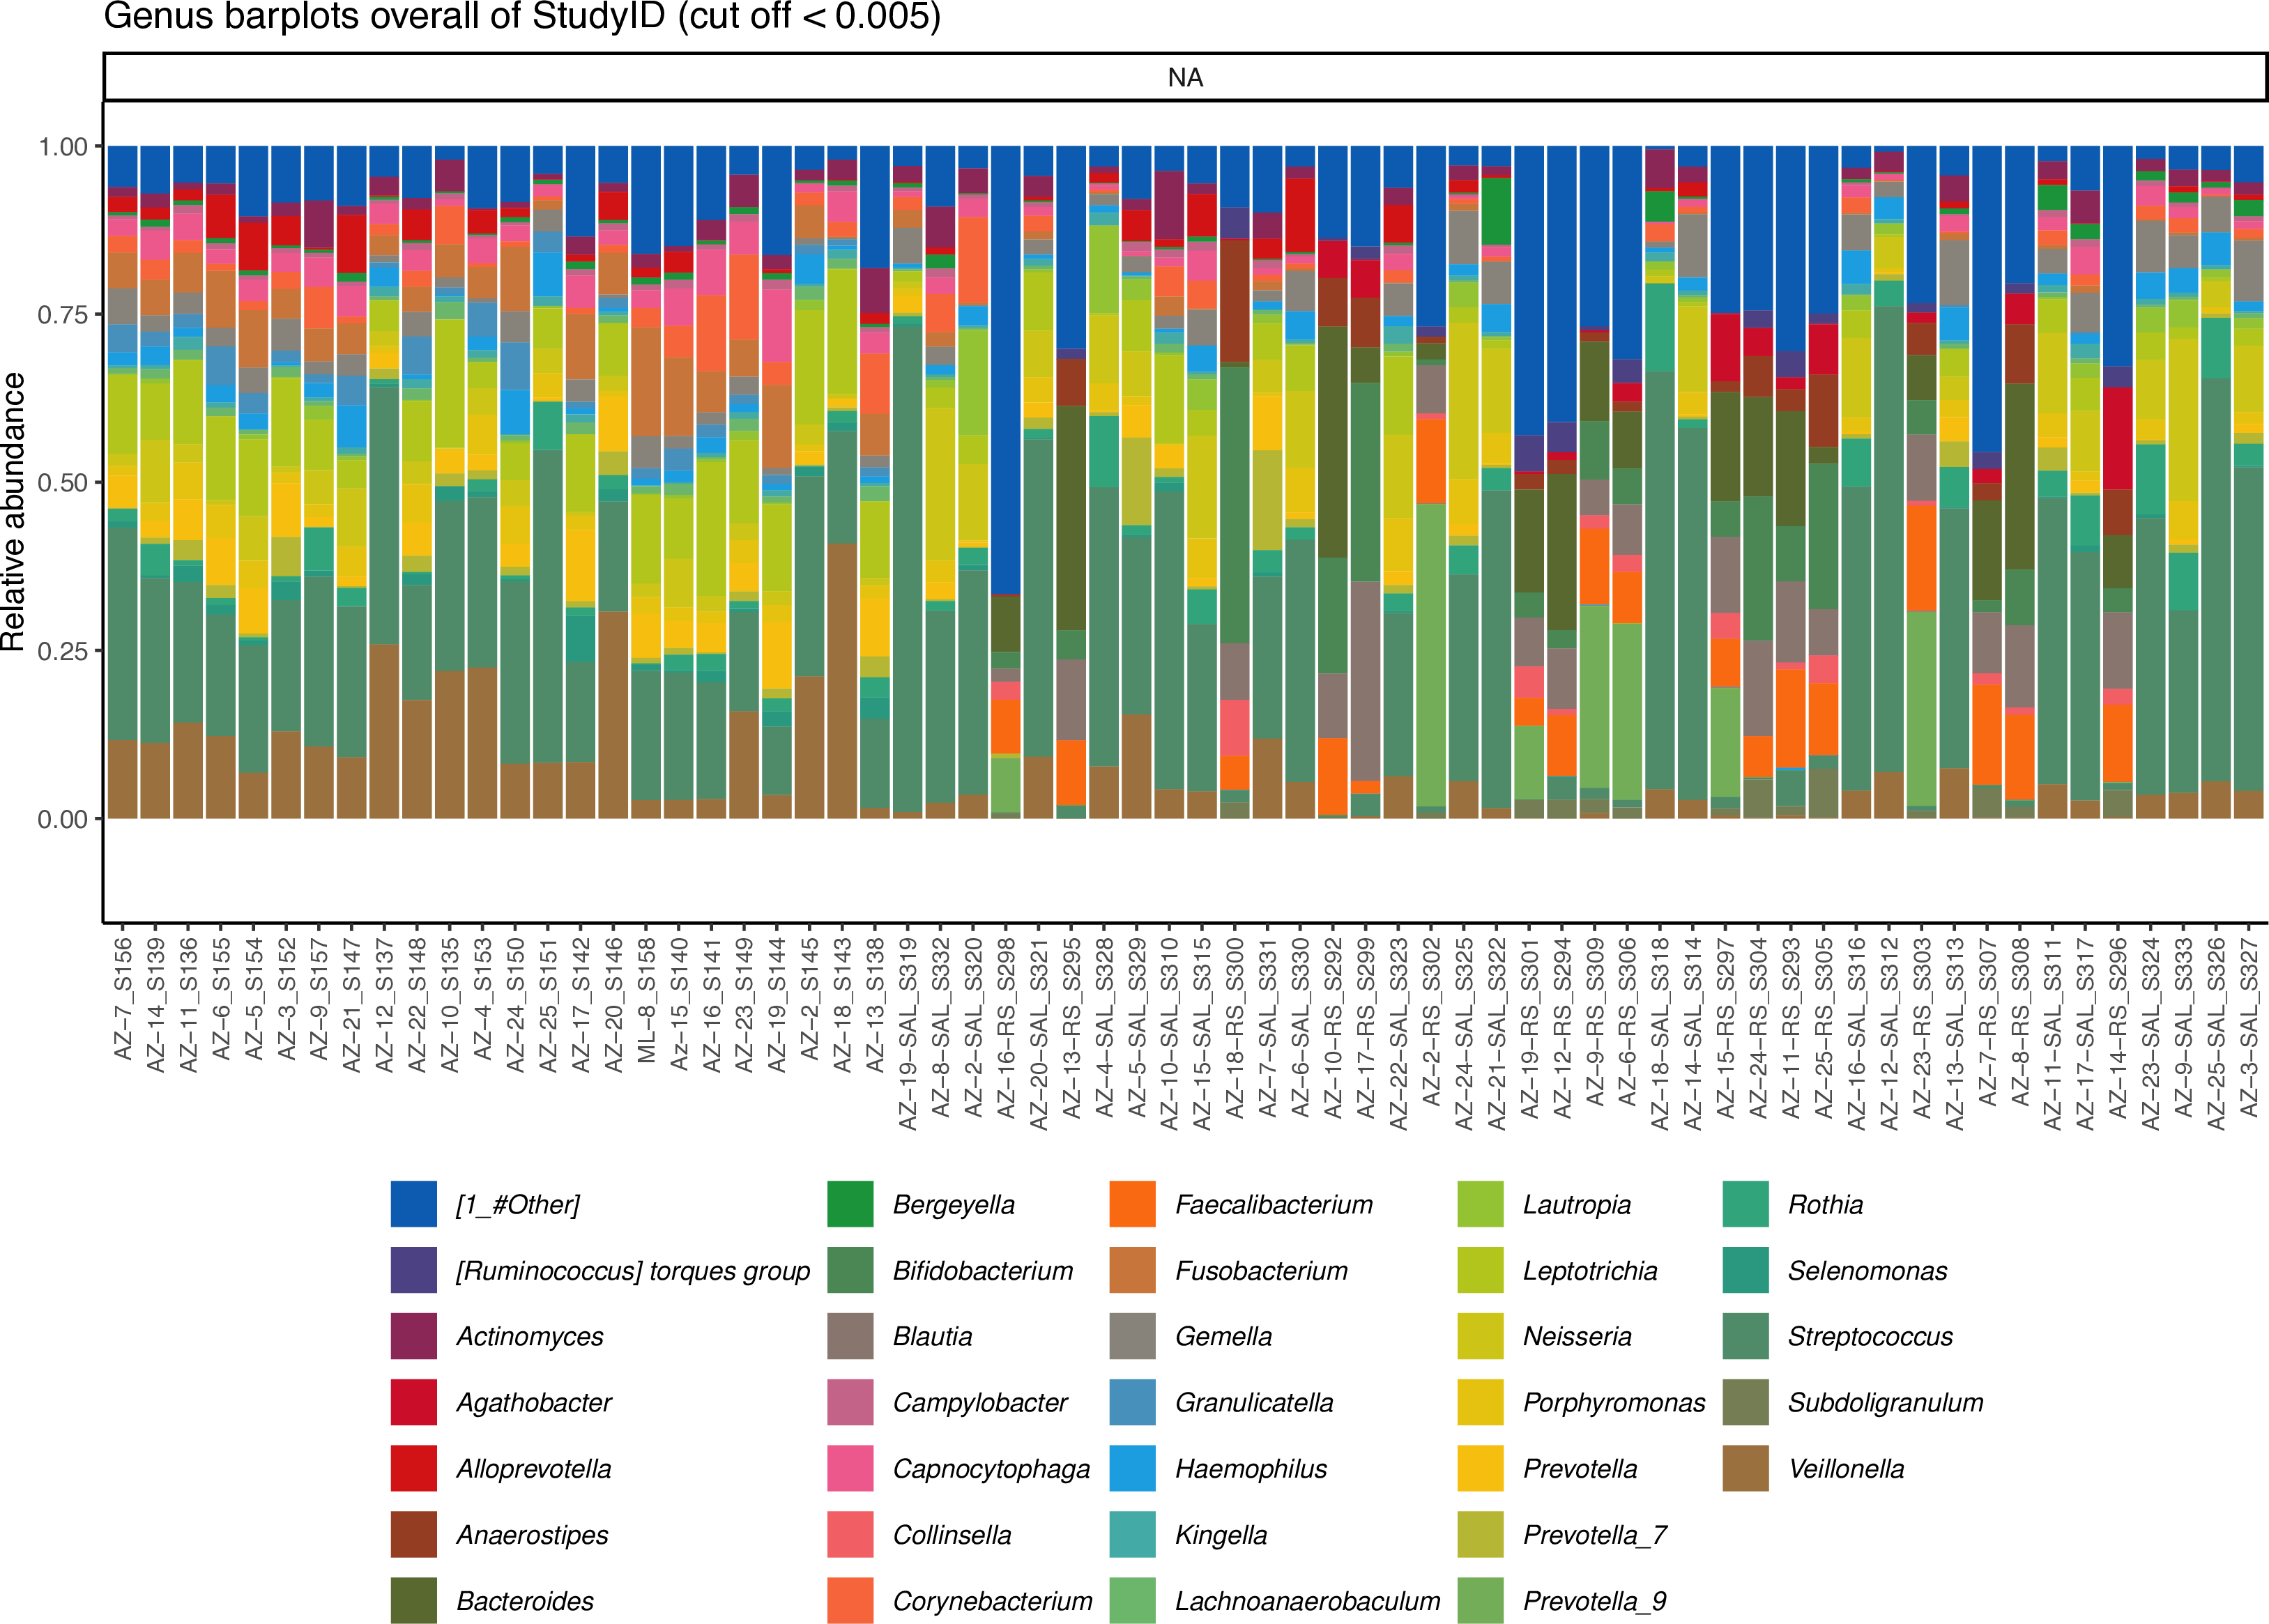 Genus barplots overall of StudyID (cut off < 0.005)
NA
Relative abundance
1.00
0.75
0.50
0.25
0.00
AZ−7_S156
AZ−14_S139
AZ−11_S136
AZ−6_S155
AZ−5_S154
AZ−3_S152
AZ−9_S157
AZ−21_S147
AZ−12_S137
AZ−22_S148
AZ−10_S135
AZ−4_S153
AZ−24_S150
AZ−25_S151
AZ−17_S142
AZ−20_S146
ML−8_S158
Az−15_S140
AZ−16_S141
AZ−23_S149
AZ−19_S144
AZ−2_S145
AZ−18_S143
AZ−13_S138
AZ−19−SAL_S319
AZ−8−SAL_S332
AZ−2−SAL_S320
AZ−16−RS_S298
AZ−20−SAL_S321
AZ−13−RS_S295
AZ−4−SAL_S328
AZ−5−SAL_S329
AZ−10−SAL_S310
AZ−15−SAL_S315
AZ−18−RS_S300
AZ−7−SAL_S331
AZ−6−SAL_S330
AZ−10−RS_S292
AZ−17−RS_S299
AZ−22−SAL_S323
AZ−2−RS_S302
AZ−24−SAL_S325
AZ−21−SAL_S322
AZ−19−RS_S301
AZ−12−RS_S294
AZ−9−RS_S309
AZ−6−RS_S306
AZ−18−SAL_S318
AZ−14−SAL_S314
AZ−15−RS_S297
AZ−24−RS_S304
AZ−11−RS_S293
AZ−25−RS_S305
AZ−16−SAL_S316
AZ−12−SAL_S312
AZ−23−RS_S303
AZ−13−SAL_S313
AZ−7−RS_S307
AZ−8−RS_S308
AZ−11−SAL_S311
AZ−17−SAL_S317
AZ−14−RS_S296
AZ−23−SAL_S324
AZ−9−SAL_S333
AZ−25−SAL_S326
AZ−3−SAL_S327
[1_#Other]
[Ruminococcus] torques group
Actinomyces
Agathobacter
Alloprevotella
Anaerostipes
Bacteroides
Bergeyella
Bifidobacterium
Blautia
Campylobacter
Capnocytophaga
Collinsella
Corynebacterium
Faecalibacterium
Fusobacterium
Gemella
Granulicatella
Haemophilus
Kingella
Lachnoanaerobaculum
Lautropia
Leptotrichia
Neisseria
Porphyromonas
Prevotella
Prevotella_7
Prevotella_9
Rothia
Selenomonas
Streptococcus
Subdoligranulum
Veillonella